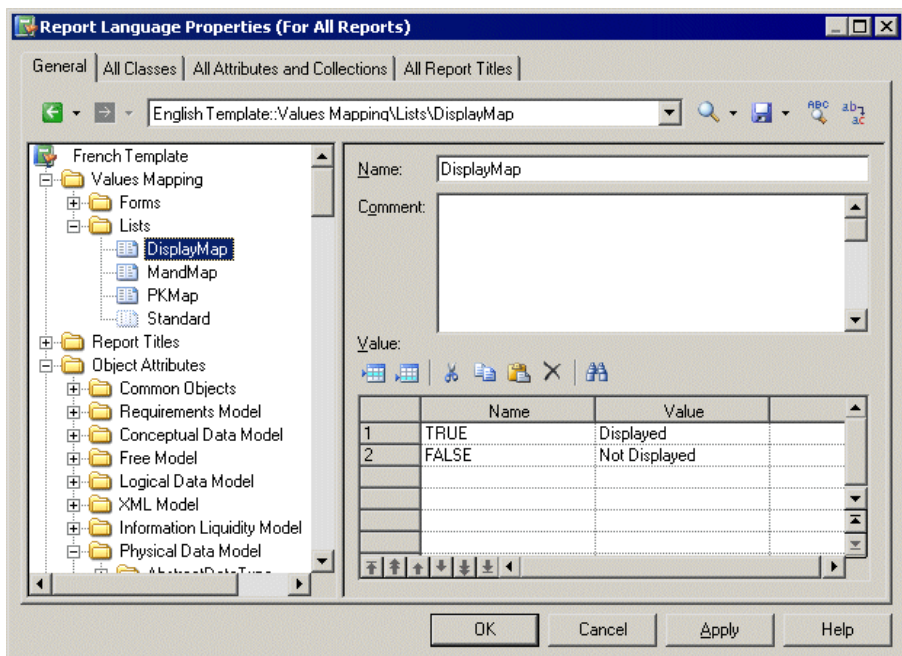 Report Language Properties (For All Reports)
General All Classes All Attributes and Collections All Report Titles
English Template::Values Mapping\Lists\DisplayMap
French Template
Values Mapping
Forms
Lists
DisplayMap
MandMap
PKMap
Standard
Report Titles
Object Attributes
Common Objects
Requirements Model
Conceptual Data Model
Free Model
Logical Data Model
XML Model
Information Liquidity Model
Physical Data Model
Name: DisplayMap
Comment:
Value:
Name Value
1 TRUE Displayed
2 FALSE Not Displayed
OK Cancel Apply Help